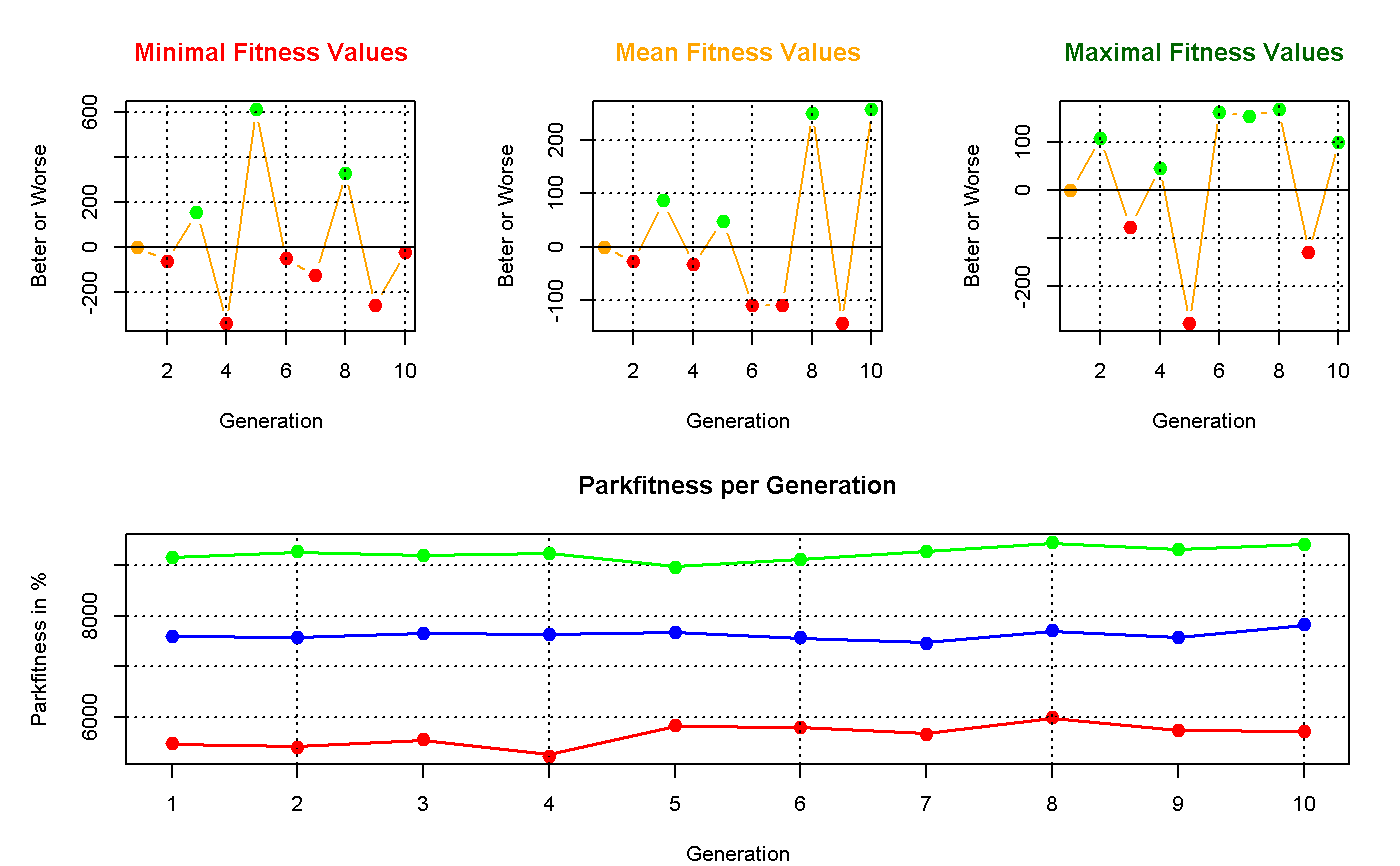 Minimal Fitness Values
Mean Fitness Values
Maximal Fitness Values
Beter or Worse
600
200
0
-200
2 4 6 8 10
Generation
Beter or Worse
200
100
0
-100
2 4 6 8 10
Generation
Beter or Worse
100
0
-200
2 4 6 8 10
Generation
Parkfitness per Generation
Parkfitness in %
8000
6000
1 2 3 4 5 6 7 8 9 10
Generation